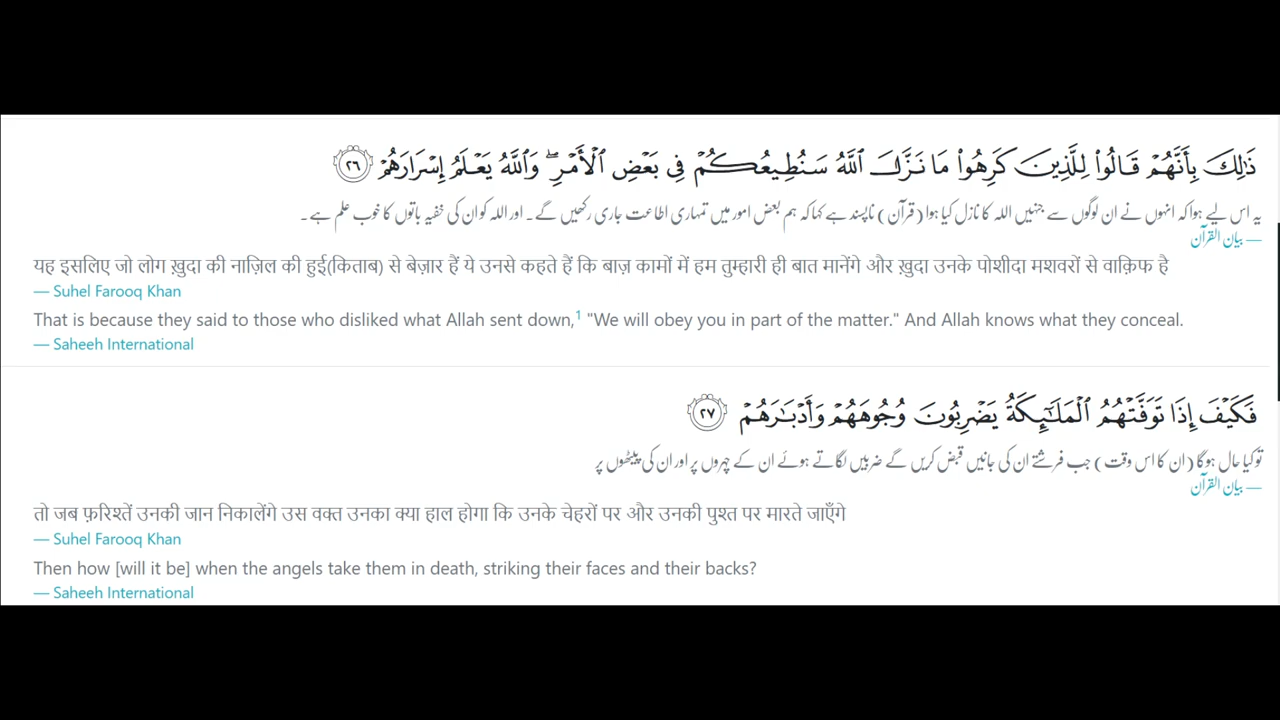 ذَٰلِكَ بِأَنَّهُمْ قَالُوا۟ لِلَّذِينَ كَرِهُوا۟ مَا نَزَّلَ ٱللَّهُ سَنُطِيعُكُمْ فِى بَعْضِ ٱلْأَمْرِ ۖ وَٱللَّهُ يَعْلَمُ إِسْرَارَهُمْ ٢٦
یہ اس لیے ہوا کہ انہوں نے ان لوگوں سے جنہیں اللہ کا نازل کیا ہوا (قرآن) ناپسند ہے کہا کہ ہم بعض امور میں تمہاری اطاعت جاری رکھیں گے۔ اور اللہ کو ان کی خفیہ باتوں کا خوب علم ہے۔
— بیان القرآن
यह इसलिए जो लोग ख़ुदा की नाज़िल की हुई(किताब) से बेज़ार हैं ये उनसे कहते हैं कि बाज़ कामों में हम तुम्हारी ही बात मानेंगे और ख़ुदा उनके पोशीदा मशवरों से वाक़िफ है
— Suhel Farooq Khan
That is because they said to those who disliked what Allah sent down,1 "We will obey you in part of the matter." And Allah knows what they conceal.
— Saheeh International
فَكَيْفَ إِذَا تَوَفَّتْهُمُ ٱلْمَلَـٰٓئِكَةُ يَضْرِبُونَ وُجُوهَهُمْ وَأَدْبَـٰرَهُمْ ٢٧
تو کیا حال ہوگا (ان کا اس وقت) جب فرشتے ان کی جانیں قبض کریں گے ضربیں لگاتے ہوئے ان کے چہروں پر اور ان کی پیٹھوں پر
— بیان القرآن
तो जब फ़रिश्तें उनकी जान निकालेंगे उस वक्त उनका क्या हाल होगा कि उनके चेहरों पर और उनकी पुश्त पर मारते जाएँगे
— Suhel Farooq Khan
Then how [will it be] when the angels take them in death, striking their faces and their backs?
— Saheeh International